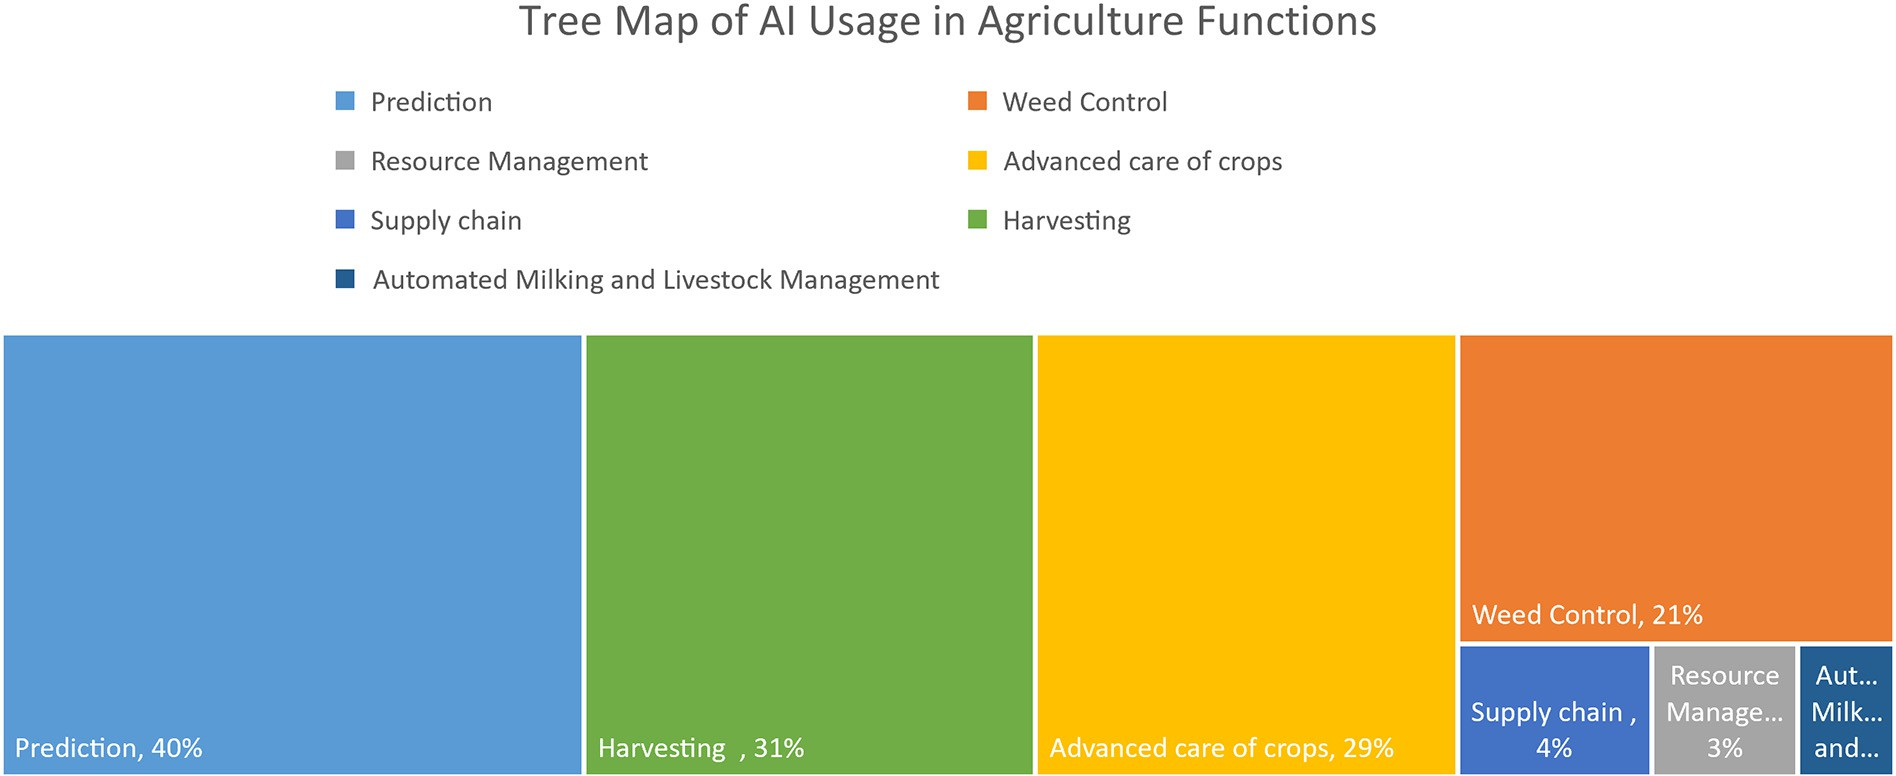 Tree Map of AI Usage in Agriculture Functions
Prediction
Weed Control
Resource Management
Advanced care of crops
Supply chain
Harvesting
Automated Milking and Livestock Management
Prediction, 40%
Harvesting , 31%
Advanced care of crops, 29%
Weed Control, 21%
Supply chain ,
4%
Resource
Manage...
3%
Aut...
Milk...
and...